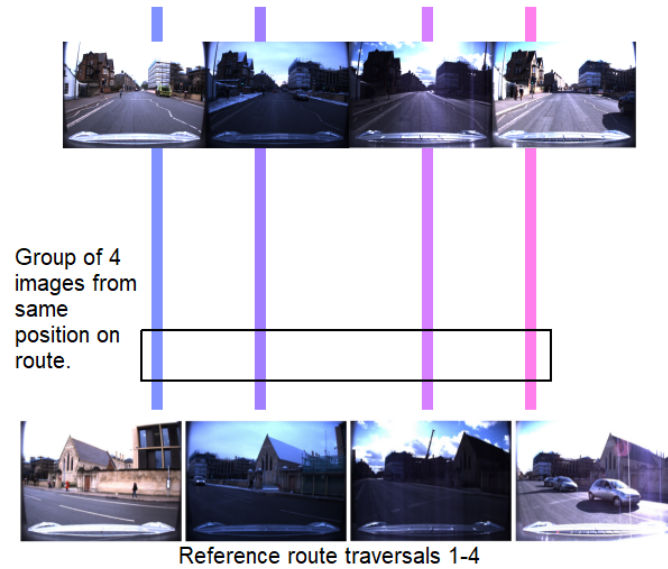 Group of 4
images from
same
position on
route.
Reference route traversals 1-4